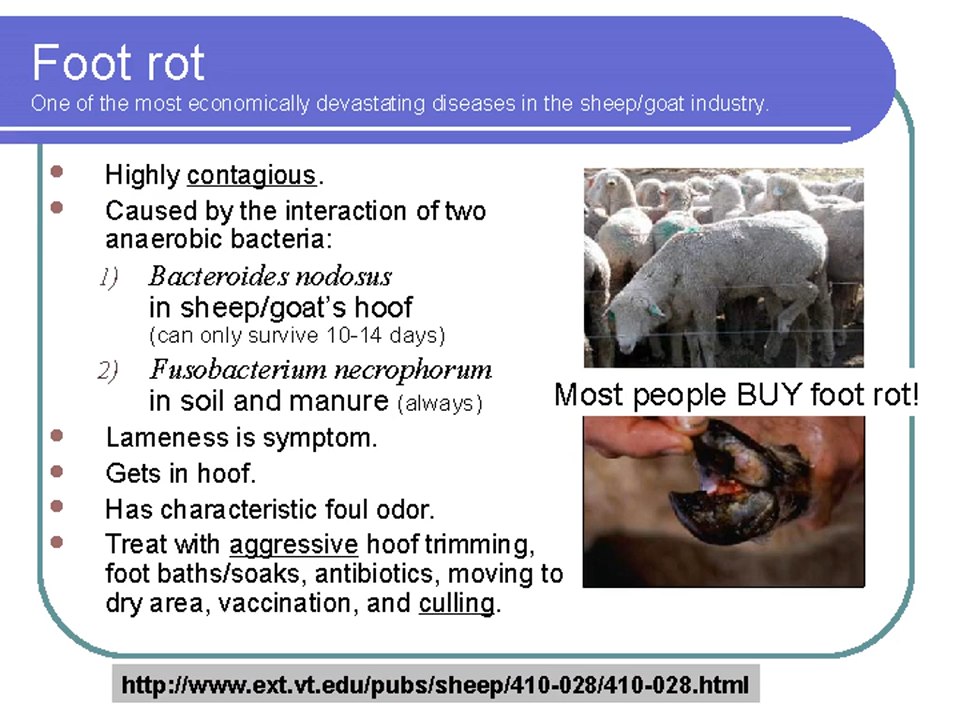 Foot rot
One of the most economically devastating diseases in the sheep/goat industry.
Highly contagious.
Caused by the interaction of two
anaerobic bacteria:
1) Bacteroides nodosus
in sheep/goat's hoof
(can only survive 10-14 days)
2) Fusobacterium necrophorum
in soil and manure (always)
Lameness is symptom.
Gets in hoof.
Has characteristic foul odor.
Treat with aggressive hoof trimming,
foot baths/soaks, antibiotics, moving to
dry area, vaccination, and culling.
Most people BUY foot rot!
http://www.ext.vt.edu/pubs/sheep/410-028/410-028.html